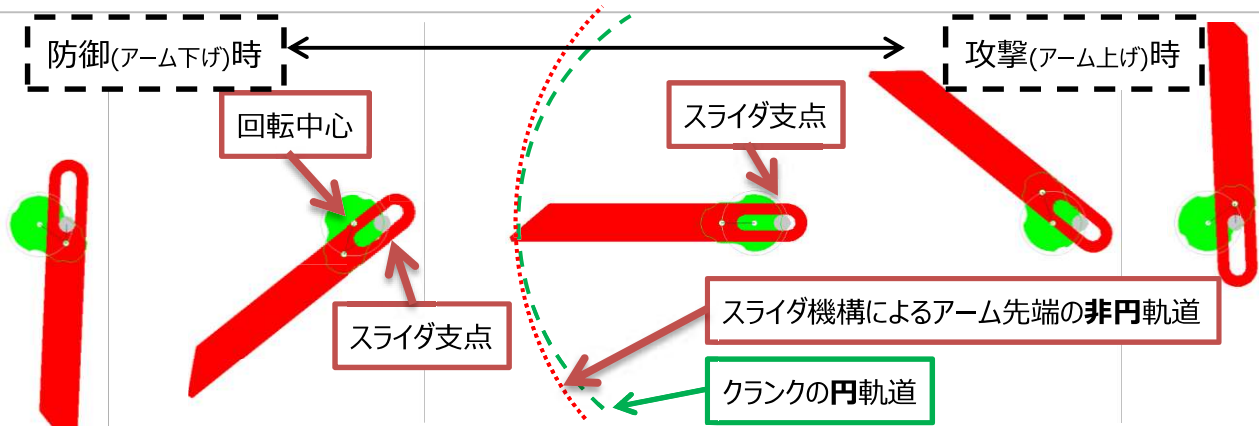 防御(アーム下げ)時
攻撃(アーム上げ)時
回転中心
スライダ支点
スライダ支点
スライダ機構によるアーム先端の非円軌道
クランクの円軌道